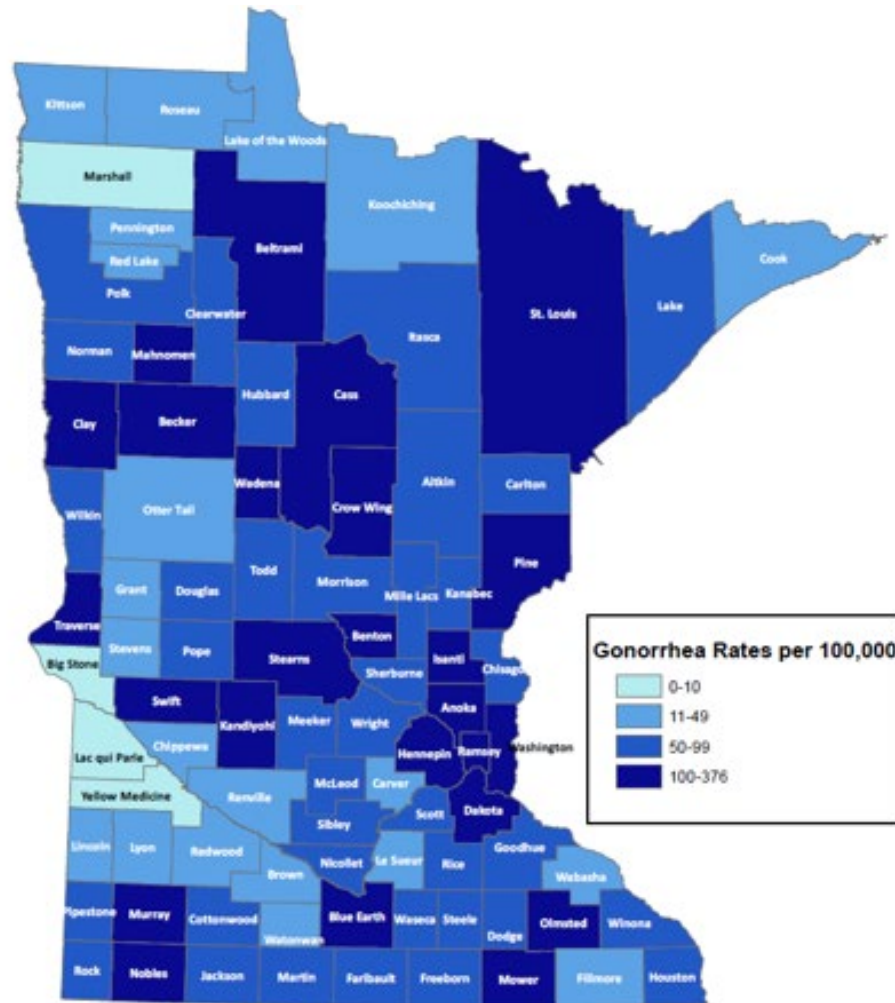 Kittson
Roseau
Lake of the Woods
Marshall
Koochiching
Pennington
Beltrami
Red Lake
Cook
Polk
Clearwater
St. Louis
Lake
Itasca
Norman
Mahnomen
Hubbard
Cass
Clay
Becker
Wadena
Aitkin
Carlton
Crow Wing
Otter Tail
Wilkin
Pine
Todd
Morrison
Grant
Douglas
Mille Lacs
Kanabec
Traverse
Benton
Stevens
Pope
Stearns
Isanti
Big Stone
Sherburne
Chisago
Swift
Anoka
Kandiyohi
Meeker
Wright
Chippewa
Hennepin
Ramsey
Washington
Lac qui Parle
McLeod
Carver
Yellow Medicine
Renville
Dakota
Scott
Sibley
Lincoln
Lyon
Redwood
Nicollet
Le Sueur
Rice
Goodhue
Brown
Wabasha
Pipestone
Murray
Cottonwood
Blue Earth
Waseca
Steele
Olmsted
Winona
Watonwan
Dodge
Rock
Nobles
Jackson
Martin
Faribault
Freeborn
Mower
Fillmore
Houston
Gonorrhea Rates per 100,000
0-10
11-49
50-99
100-376